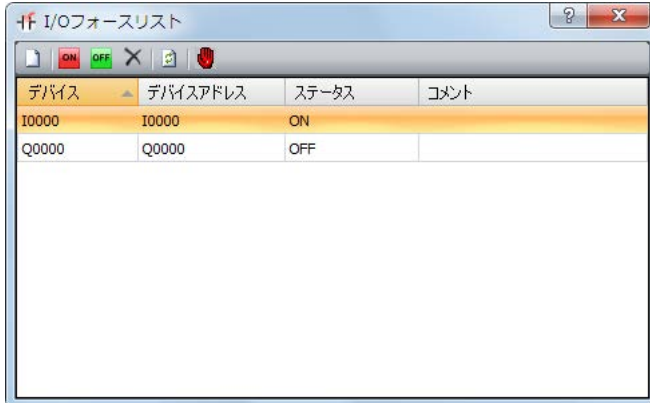 I/Oフォースリスト
ON OFF
デバイス デバイスアドレス ステータス コメント
I0000 I0000 ON
Q0000 Q0000 OFF